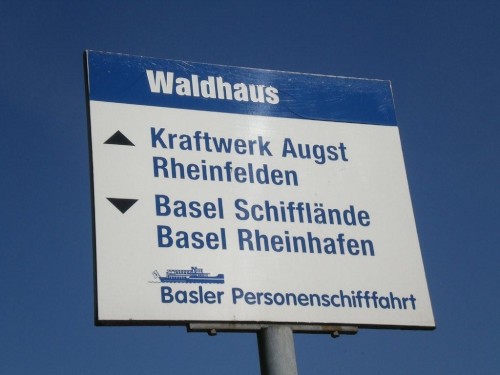 Waldhaus
Kraftwerk Augst
Rheinfelden
Basel Schifflände
Basel Rheinhafen
Basler Personenschifffahrt